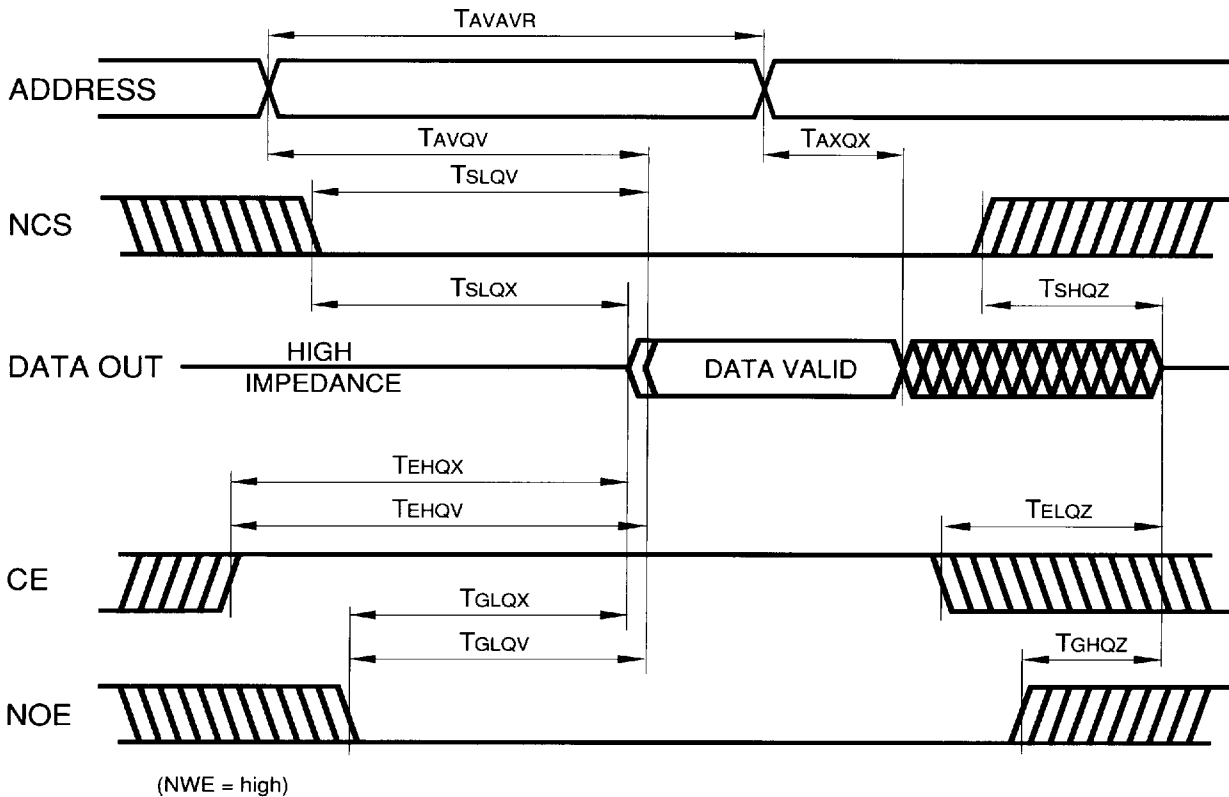 TAVAVR
ADDRESS
TAVQV
TAXQX
TSLQV
NCS
TSLQX
TSHQZ
DATA OUT
HIGH
IMPEDANCE
DATA VALID
TEHQX
TEHQV
TELQZ
CE
TGLQX
TGLQV
TGHQZ
NOE
(NWE = high)